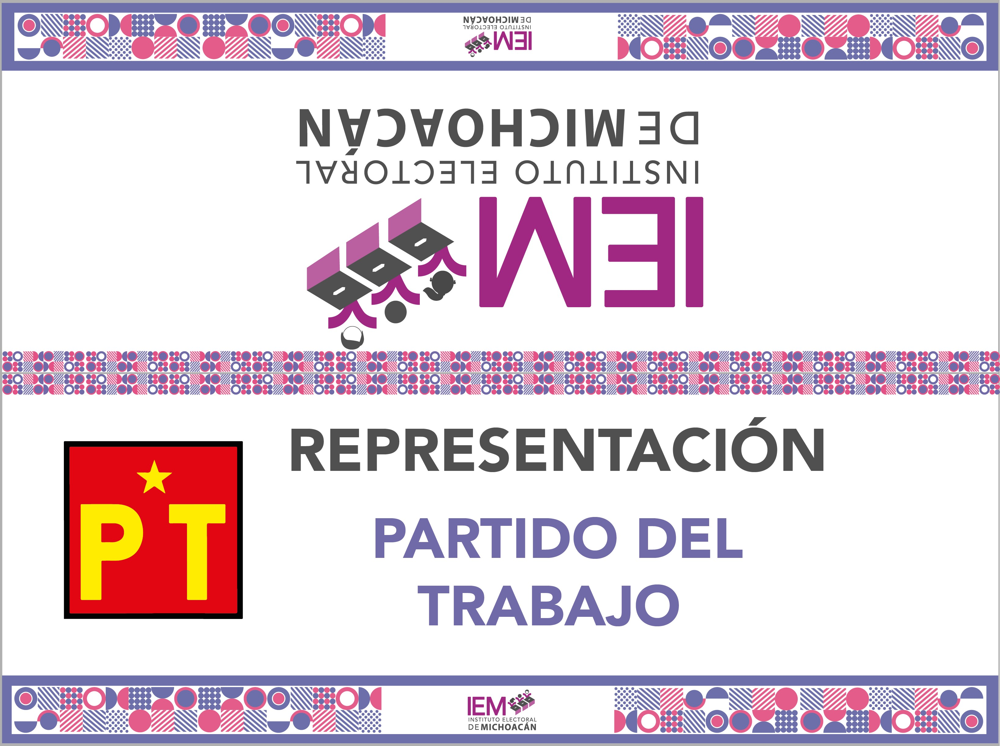 IEM
INSTITUTO ELECTORAL
DE MICHOACÁN
IEM
INSTITUTO ELECTORAL
DE MICHOACÁN
REPRESENTACIÓN
PT
PARTIDO DEL
TRABAJO
IEM
INSTITUTO ELECTORAL
DE MICHOACÁN